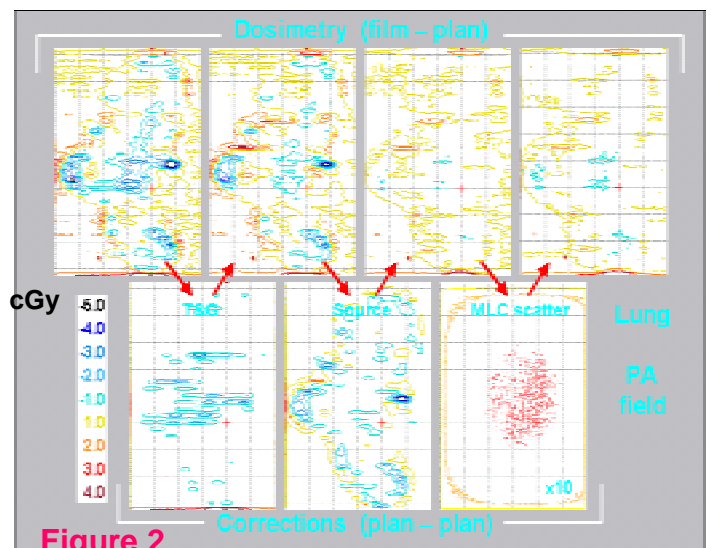 Dosimetry (film – plan)
cGy
T&G
Source
MLC scatter
Lung
PA
field
-5.0
-4.0
-3.0
-2.0
-1.0
1.0
2.0
3.0
4.0
x10
Corrections (plan – plan)
Figure 2